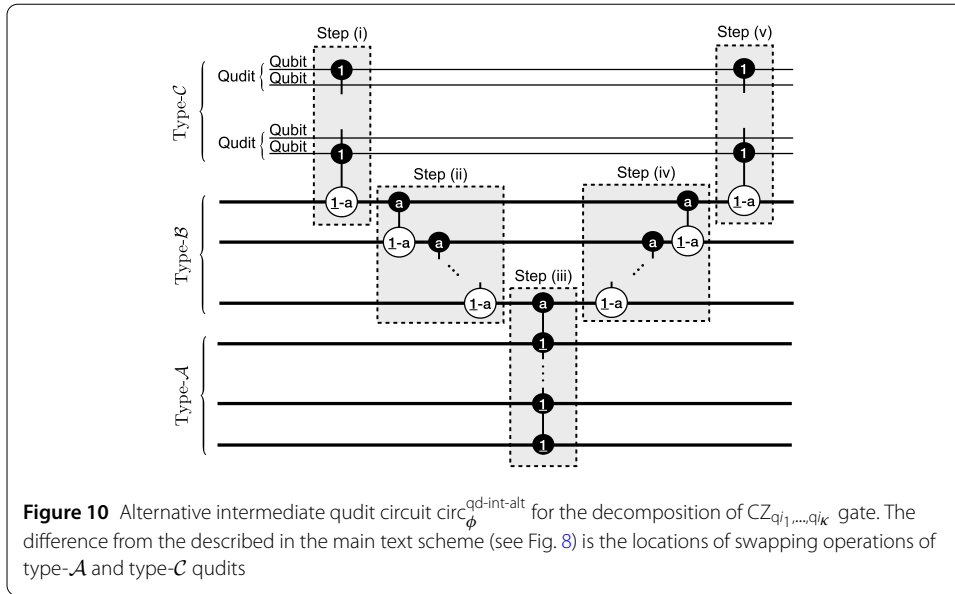 Step (i)
Step (v)
Qubit
Qudit { Qubit
1
1
Type-𝒞
Qubit
Qudit { Qubit
1
1
Step (ii)
Step (iv)
1-a
a
a
1-a
Type-ℬ
1-a
a
a
1-a
Step (iii)
1-a
a
1-a
1
Type-𝒜
1
1
Figure 10 Alternative intermediate qudit circuit circ_ϕ^{qd-int-alt} for the decomposition of CZ_{qi_1,...,qi_κ} gate. The
difference from the described in the main text scheme (see Fig. 8) is the locations of swapping operations of
type-𝒜 and type-𝒞 qudits